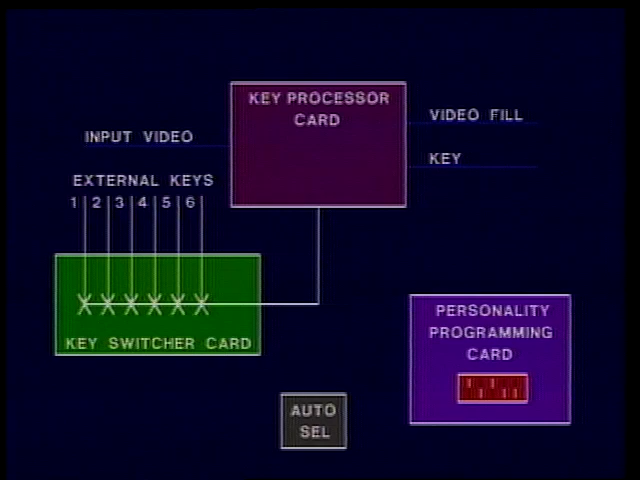 KEY PROCESSOR
CARD
VIDEO FILL
INPUT VIDEO
KEY
EXTERNAL KEYS
1 2 3 4 5 6
KEY SWITCHER CARD
PERSONALITY
PROGRAMMING
CARD
AUTO
SEL